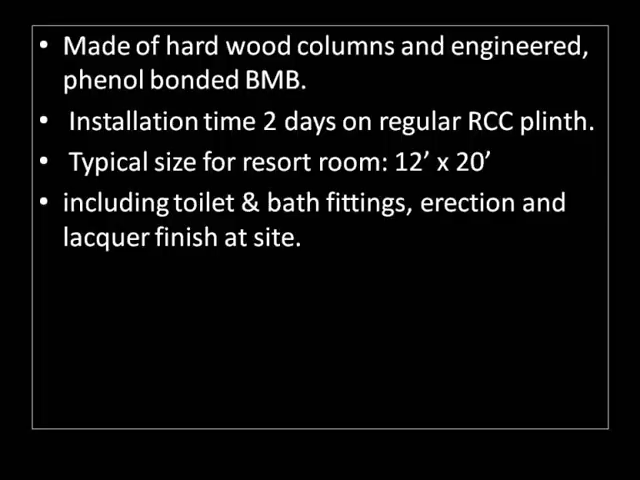 • Made of hard wood columns and engineered,
phenol bonded BMB.
• Installation time 2 days on regular RCC plinth.
• Typical size for resort room: 12’ x 20’
• including toilet & bath fittings, erection and
lacquer finish at site.